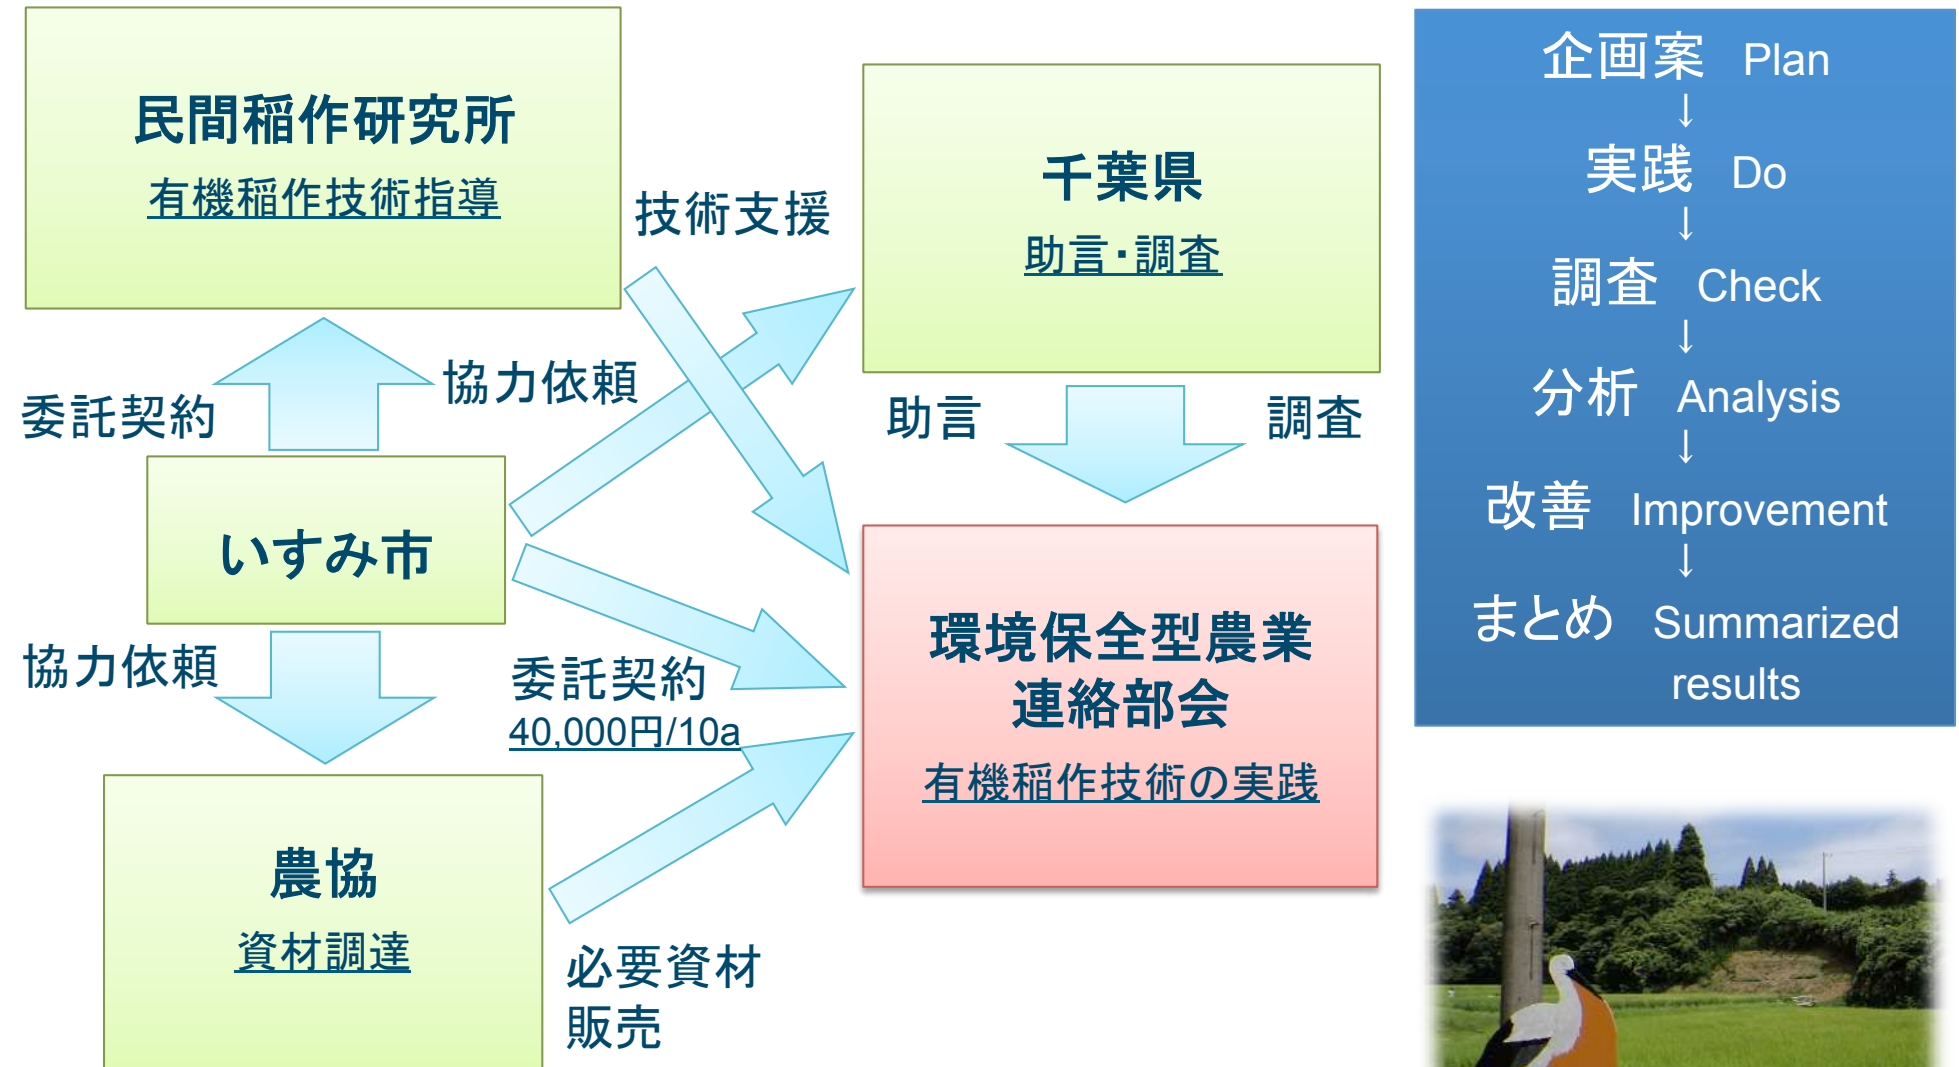 民間稲作研究所
有機稲作技術指導
技術支援
千葉県
助言・調査
委託契約
協力依頼
助言
調査
いすみ市
協力依頼
委託契約
40,000円/10a
環境保全型農業
連絡部会
有機稲作技術の実践
農協
資材調達
必要資材
販売
企画案 Plan
↓
実践 Do
↓
調査 Check
↓
分析 Analysis
↓
改善 Improvement
↓
まとめ Summarized
results